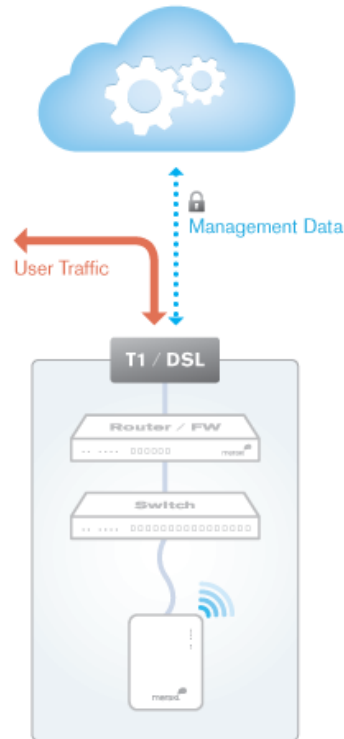 Management Data
User Traffic
T1 / DSL
Router / FW
meraki
Switch
meraki